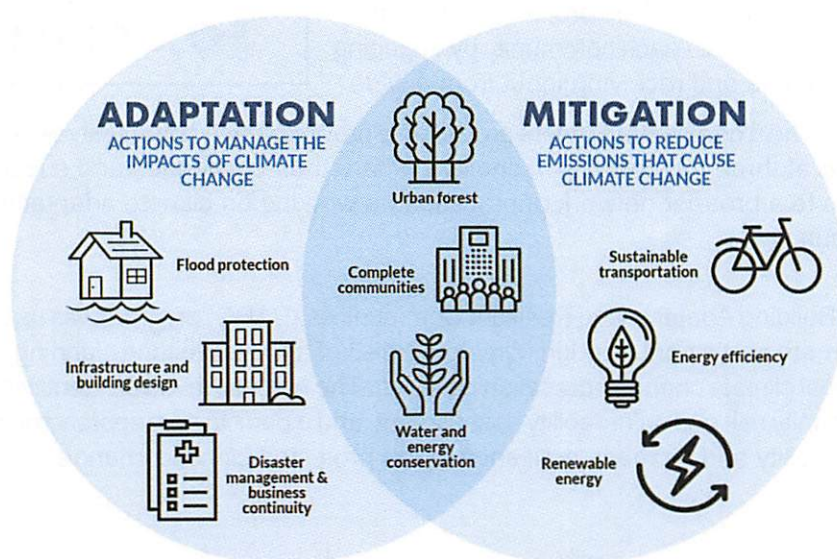 ADAPTATION
ACTIONS TO MANAGE THE
IMPACTS OF CLIMATE
CHANGE
Flood protection
Infrastructure and
building design
Disaster
management &
business
continuity
Urban forest
Complete
communities
Water and
energy
conservation
MITIGATION
ACTIONS TO REDUCE
EMISSIONS THAT CAUSE
CLIMATE CHANGE
Sustainable
transportation
Energy efficiency
Renewable
energy